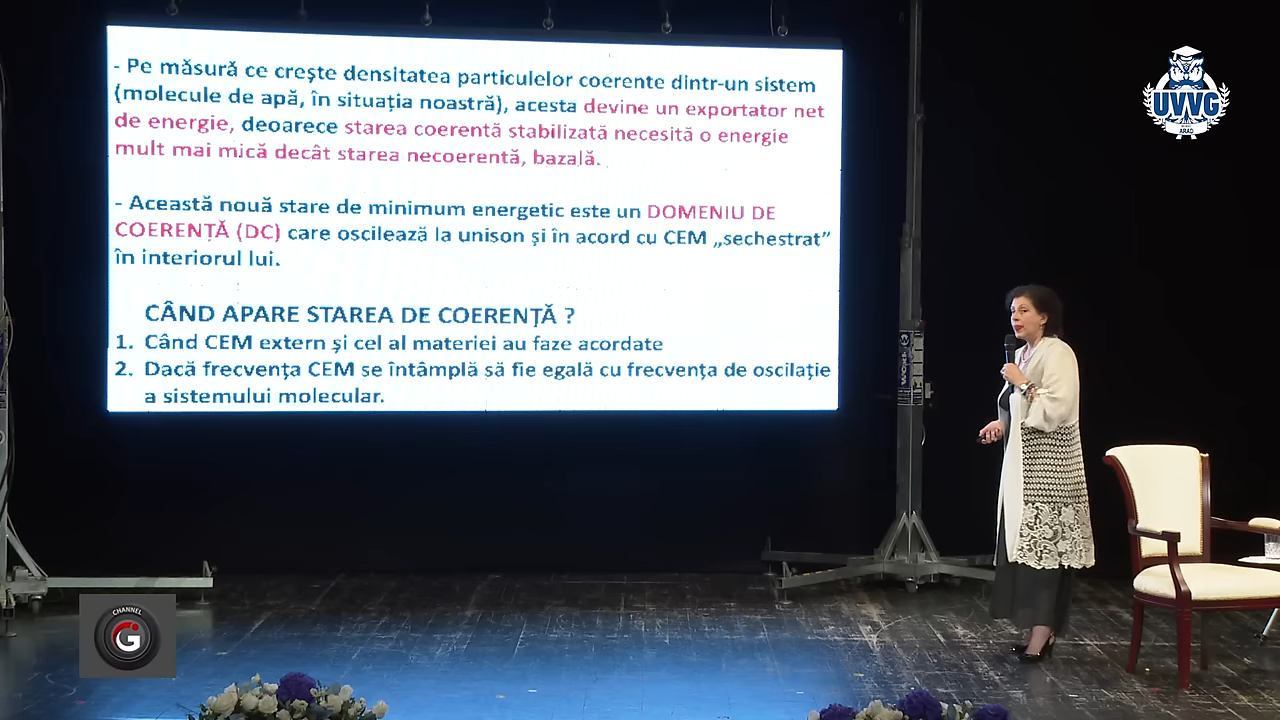 - Pe măsură ce crește densitatea particulelor coerente dintr-un sistem
(molecule de apă, în situația noastră), acesta devine un exportator net
de energie, deoarece starea coerentă stabilizată necesită o energie
mult mai mică decât starea necoerentă, bazală.
- Această nouă stare de minimum energetic este un DOMENIU DE
COERENȚĂ (DC) care oscilează la unison și în acord cu CEM „sechestrat”
în interiorul lui.
CÂND APARE STAREA DE COERENȚĂ ?
1. Când CEM extern și cel al materiei au faze acordate
2. Dacă frecvența CEM se întâmplă să fie egală cu frecvența de oscilație
a sistemului molecular.
UVVG
ARAD
CHANNEL
G